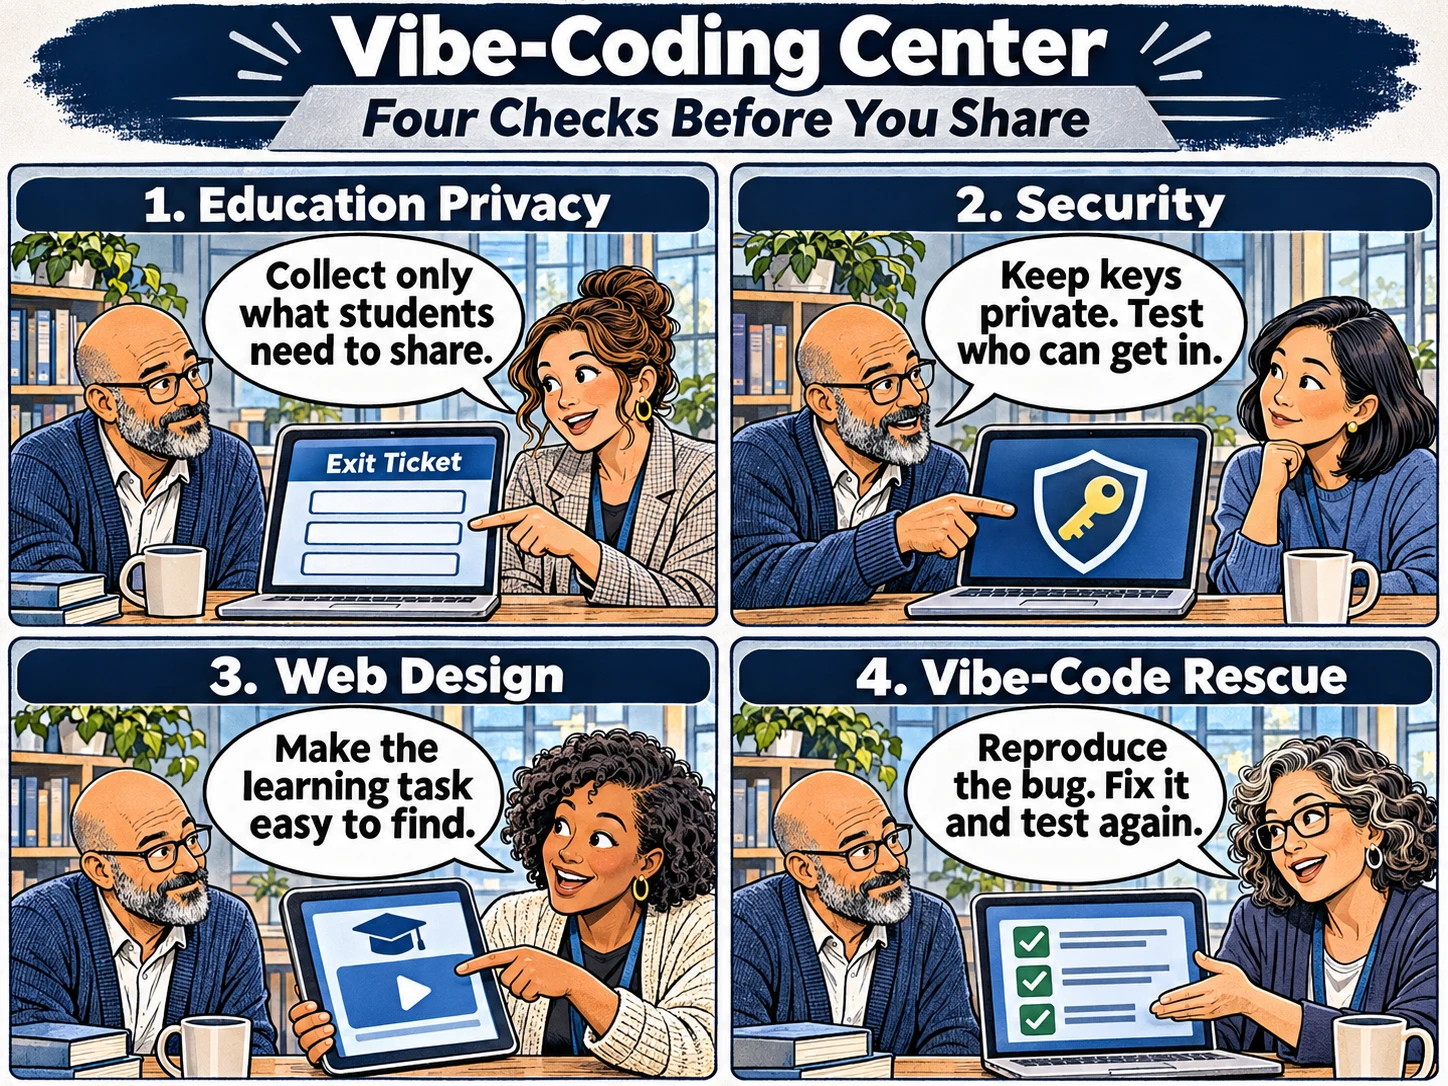 Vibe-Coding Center
Four Checks Before You Share
1. Education Privacy
Collect only
what students
need to share.
Exit Ticket
2. Security
Keep keys
private. Test
who can get in.
3. Web Design
Make the
learning task
easy to find.
4. Vibe-Code Rescue
Reproduce
the bug. Fix it
and test again.